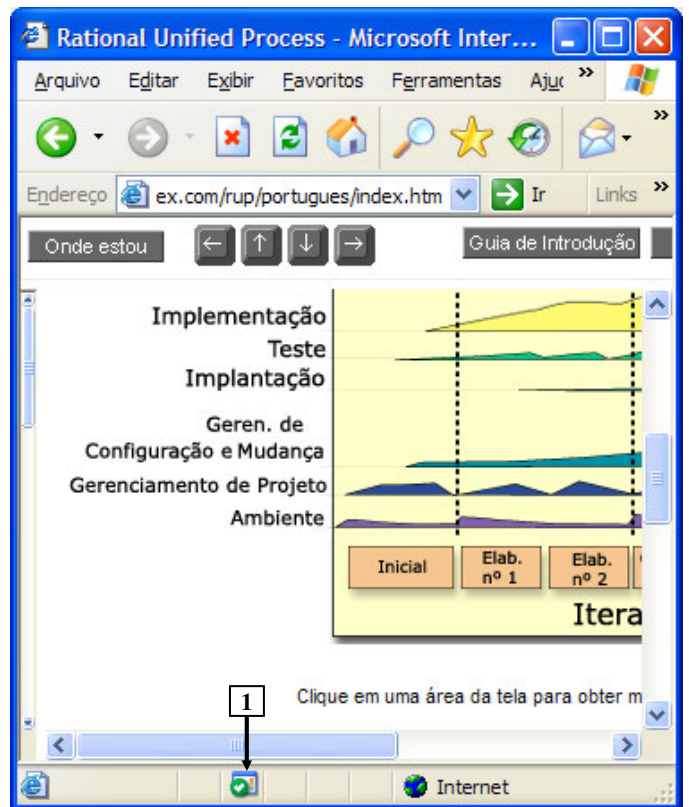 Rational Unified Process - Microsoft Inter...
Arquivo Editar Exibir Favoritos Ferramentas Ajuc »
»
Endereço ex.com/rup/portugues/index.htm Ir Links »
Onde estou ← ↑ ↓ → Guia de Introdução
Implementação
Teste
Implantação
Geren. de
Configuração e Mudança
Gerenciamento de Projeto
Ambiente
Inicial Elab. nº 1 Elab. nº 2
Itera
1
Clique em uma área da tela para obter m
Internet